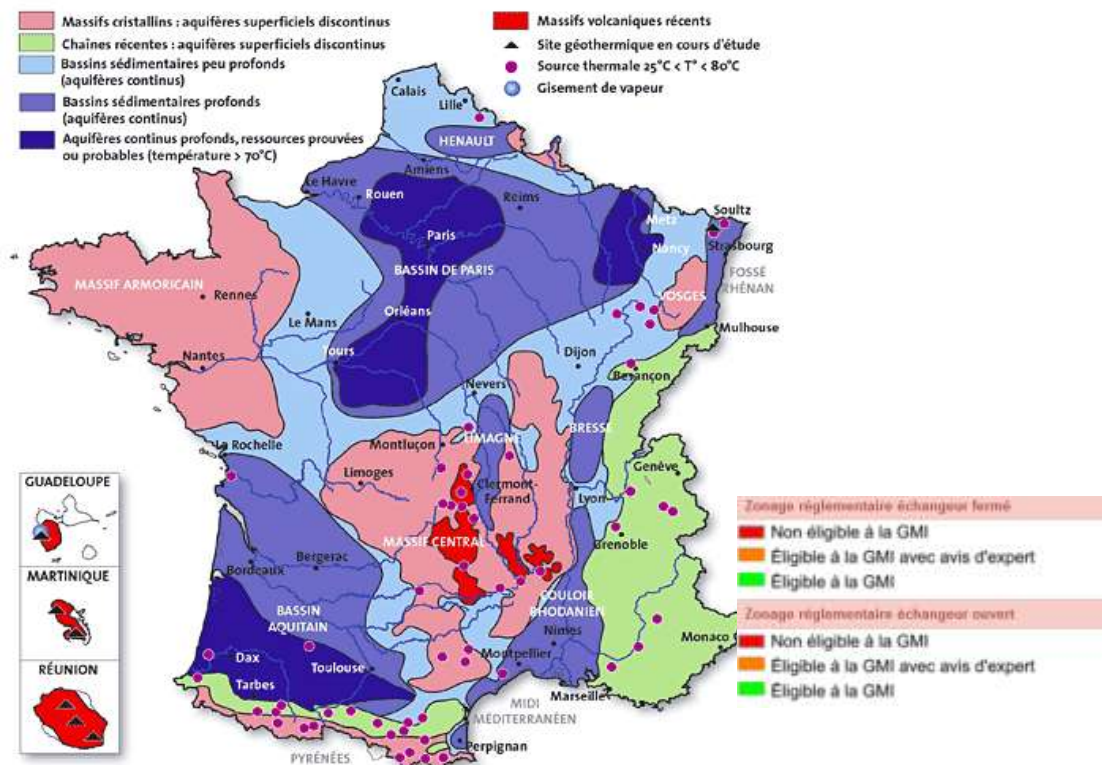 Massifs cristallins : aquifères superficiels discontinus
Chaînes récentes : aquifères superficiels discontinus
Bassins sédimentaires peu profonds
(aquifères continus)
Bassins sédimentaires profonds
(aquifères continus)
Aquifères continus profonds, ressources prouvées
ou probables (température > 70°C)
Massifs volcaniques récents
Site géothermique en cours d'étude
Source thermale 25°C < T° < 80°C
Gisement de vapeur
Calais
Lille
HENAULT
Amiens
Le Havre
Rouen
Reims
Metz
Soultz
Paris
Nancy
Strasbourg
BASSIN DE PARIS
FOSSÉ
RHÉNAN
MASSIF ARMORICAIN
VOSGES
Rennes
Orléans
Le Mans
Mulhouse
Tours
Nantes
Dijon
Besançon
Nevers
La Rochelle
Montluçon
LIMAGNE
BRESSE
Limoges
Clermont-
Ferrand
Genève
Lyon
GUADELOUPE
MASSIF CENTRAL
Grenoble
Bergerac
Bordeaux
MARTINIQUE
COULOIR
RHODANIEN
BASSIN
AQUITAIN
Nîmes
Monaco
Montpellier
Dax
Toulouse
RÉUNION
Tarbes
Marseille
MIDI
MÉDITERRANÉEN
Perpignan
PYRÉNÉES
Zonage réglementaire échangeur fermé
Non éligible à la GMI
Éligible à la GMI avec avis d'expert
Éligible à la GMI
Zonage réglementaire échangeur ouvert
Non éligible à la GMI
Éligible à la GMI avec avis d'expert
Éligible à la GMI